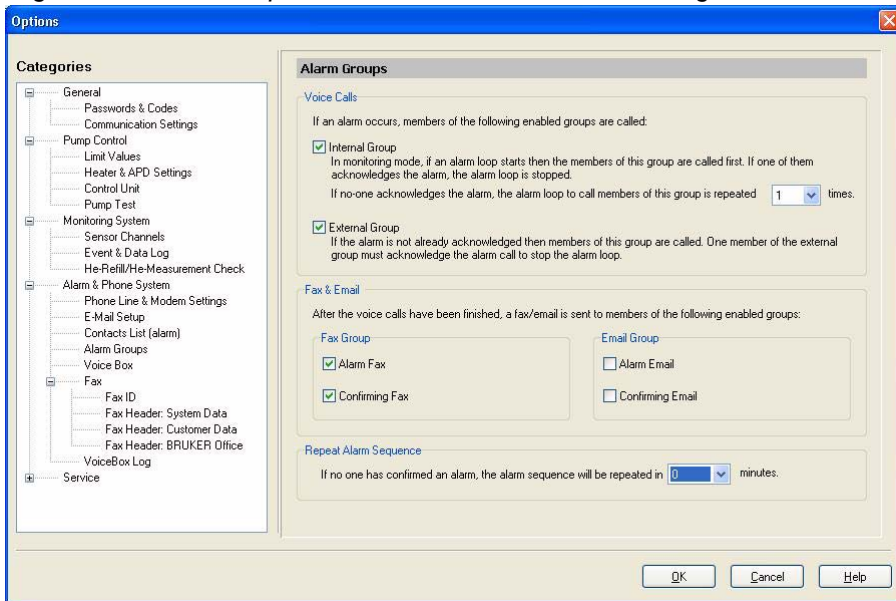 Options
Categories
General
Passwords & Codes
Communication Settings
Pump Control
Limit Values
Heater & APD Settings
Control Unit
Pump Test
Monitoring System
Sensor Channels
Event & Data Log
He-Refill/He-Measurement Check
Alarm & Phone System
Phone Line & Modem Settings
E-Mail Setup
Contacts List (alarm)
Alarm Groups
Voice Box
Fax
Fax ID
Fax Header: System Data
Fax Header: Customer Data
Fax Header: BRUKER Office
VoiceBox Log
Service
Alarm Groups
Voice Calls
If an alarm occurs, members of the following enabled groups are called:
Internal Group
In monitoring mode, if an alarm loop starts then the members of this group are called first. If one of them
acknowledges the alarm, the alarm loop is stopped.
If no-one acknowledges the alarm, the alarm loop to call members of this group is repeated 1 times.
External Group
If the alarm is not already acknowledged then members of this group are called. One member of the external
group must acknowledge the alarm call to stop the alarm loop.
Fax & Email
After the voice calls have been finished, a fax/email is sent to members of the following enabled groups:
Fax Group
Alarm Fax
Confirming Fax
Email Group
Alarm Email
Confirming Email
Repeat Alarm Sequence
If no one has confirmed an alarm, the alarm sequence will be repeated in 0 minutes.
OK Cancel Help